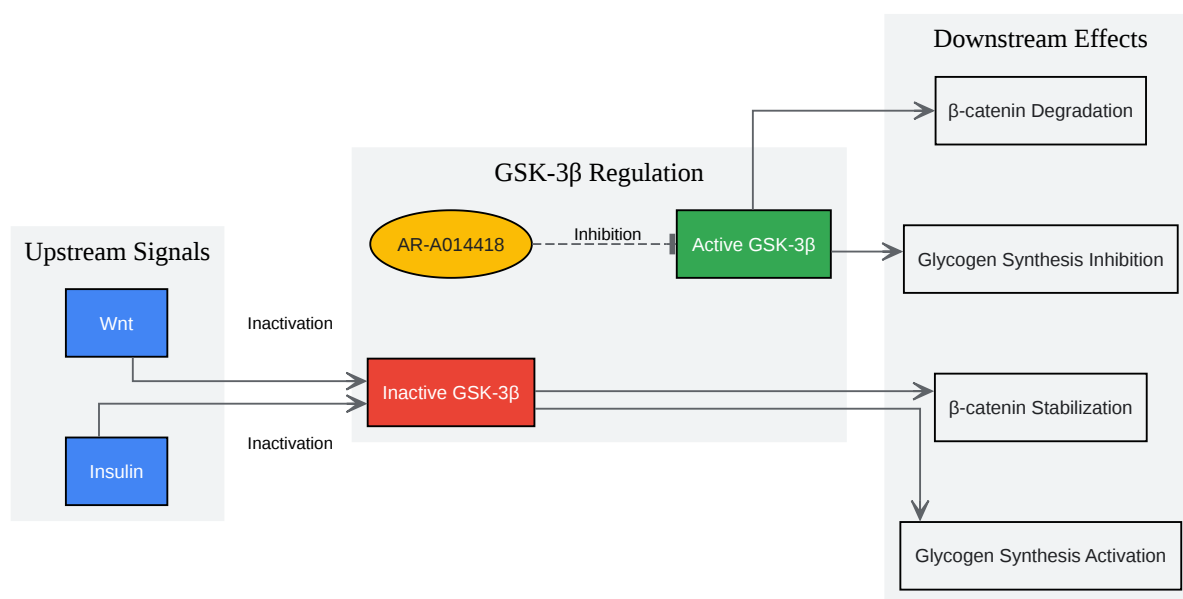 Downstream Effects
β-catenin Degradation
GSK-3β Regulation
AR-A014418
Inhibition
Active GSK-3β
Glycogen Synthesis Inhibition
Upstream Signals
Wnt
Inactivation
Inactive GSK-3β
β-catenin Stabilization
Inactivation
Insulin
Glycogen Synthesis Activation